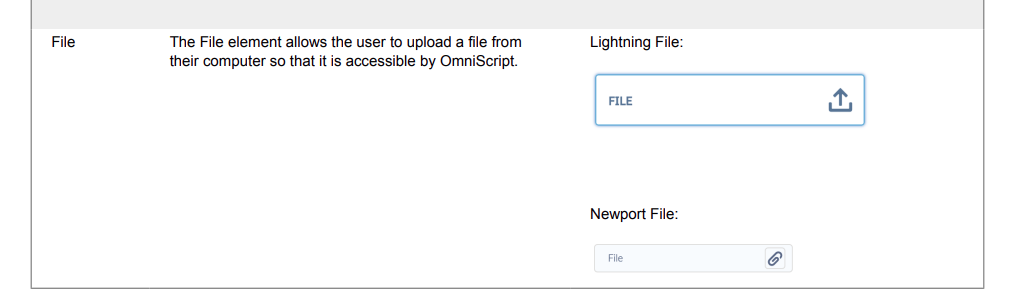 File
The File element allows the user to upload a file from
their computer so that it is accessible by OmniScript.
Lightning File:
FILE
Newport File:
File